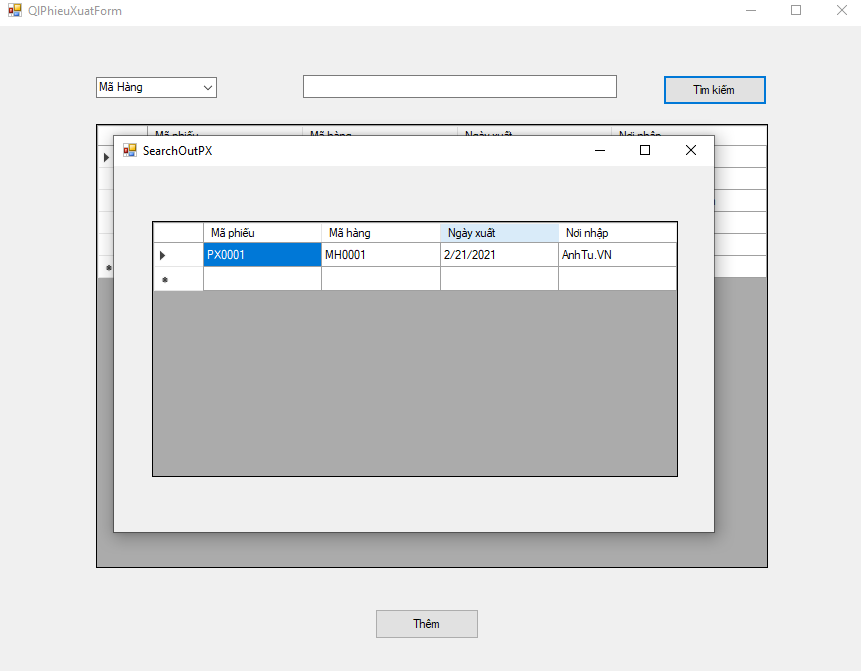 QlPhieuXuatForm
Mã Hàng
Tìm kiếm
Mã phiếu Mã hàng Ngày xuất Nơi nhập
SearchOutPX
Mã phiếu Mã hàng Ngày xuất Nơi nhập
PX0001 MH0001 2/21/2021 AnhTu.VN
Thêm